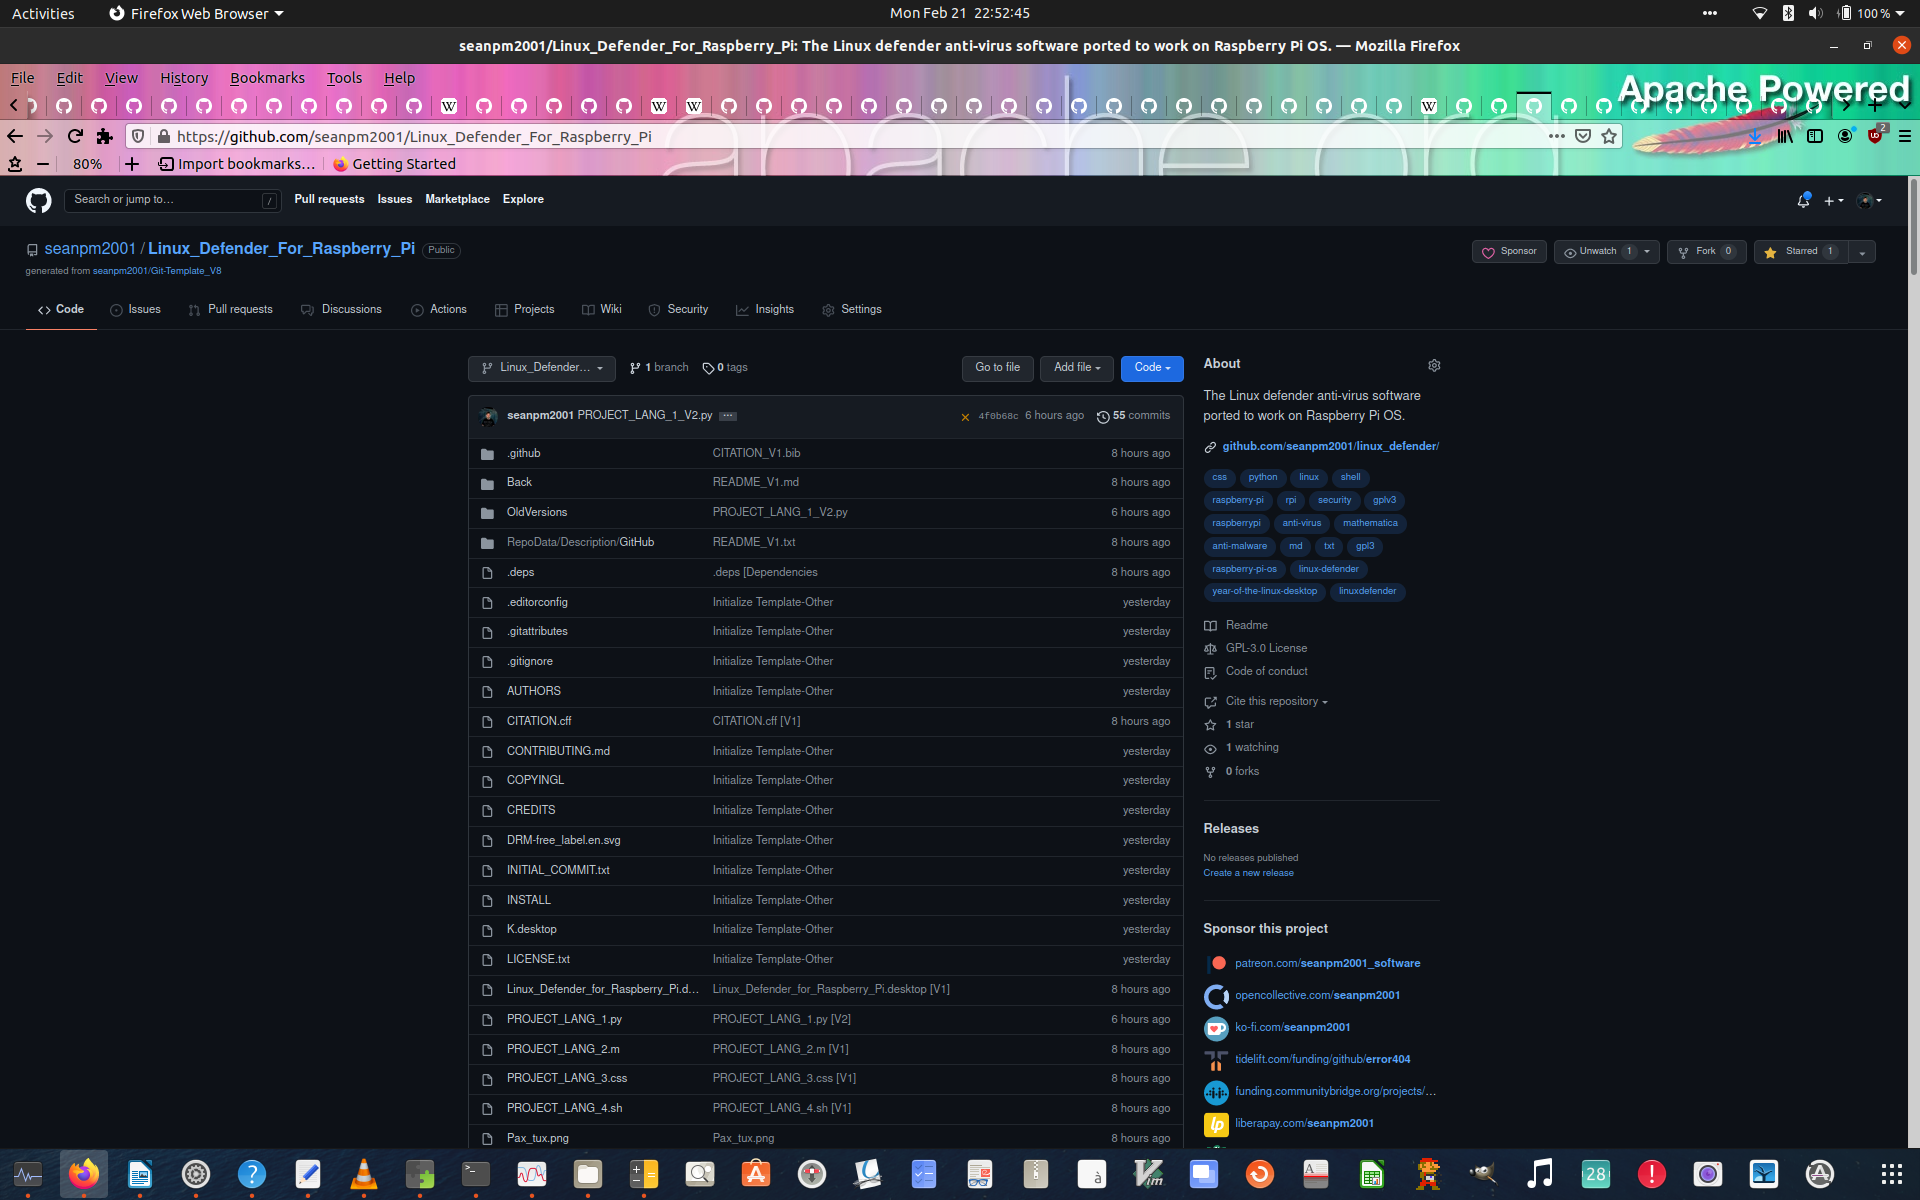 Activities
Firefox Web Browser
Mon Feb 21 22:52:45
100 %
seanpm2001/Linux_Defender_For_Raspberry_Pi: The Linux defender anti-virus software ported to work on Raspberry Pi OS. — Mozilla Firefox
File Edit View History Bookmarks Tools Help
Apache Powered
https://github.com/seanpm2001/Linux_Defender_For_Raspberry_Pi
2
80%
Import bookmarks...
Getting Started
apache.org
Search or jump to...
/
Pull requests Issues Marketplace Explore
seanpm2001 / Linux_Defender_For_Raspberry_Pi Public
generated from seanpm2001/Git-Template_V8
Sponsor
Unwatch 1
Fork 0
Starred 1
Code Issues Pull requests Discussions Actions Projects Wiki Security Insights Settings
Linux_Defender...
1 branch
0 tags
Go to file
Add file
Code
seanpm2001 PROJECT_LANG_1_V2.py
4f0b68c 6 hours ago
55 commits
.github CITATION_V1.bib 8 hours ago
Back README_V1.md 8 hours ago
OldVersions PROJECT_LANG_1_V2.py 6 hours ago
RepoData/Description/GitHub README_V1.txt 8 hours ago
.deps .deps [Dependencies 8 hours ago
.editorconfig Initialize Template-Other yesterday
.gitattributes Initialize Template-Other yesterday
.gitignore Initialize Template-Other yesterday
AUTHORS Initialize Template-Other yesterday
CITATION.cff CITATION.cff [V1] 8 hours ago
CONTRIBUTING.md Initialize Template-Other yesterday
COPYINGL Initialize Template-Other yesterday
CREDITS Initialize Template-Other yesterday
DRM-free_label.en.svg Initialize Template-Other yesterday
INITIAL_COMMIT.txt Initialize Template-Other yesterday
INSTALL Initialize Template-Other yesterday
K.desktop Initialize Template-Other yesterday
LICENSE.txt Initialize Template-Other yesterday
Linux_Defender_for_Raspberry_Pi.d... Linux_Defender_for_Raspberry_Pi.desktop [V1] 8 hours ago
PROJECT_LANG_1.py PROJECT_LANG_1.py [V2] 6 hours ago
PROJECT_LANG_2.m PROJECT_LANG_2.m [V1] 8 hours ago
PROJECT_LANG_3.css PROJECT_LANG_3.css [V1] 8 hours ago
PROJECT_LANG_4.sh PROJECT_LANG_4.sh [V1] 8 hours ago
Pax_tux.png Pax_tux.png 8 hours ago
About
The Linux defender anti-virus software
ported to work on Raspberry Pi OS.
github.com/seanpm2001/linux_defender/
css python linux shell
raspberry-pi rpi security gplv3
raspberrypi anti-virus mathematica
anti-malware md txt gpl3
raspberry-pi-os linux-defender
year-of-the-linux-desktop linuxdefender
Readme
GPL-3.0 License
Code of conduct
Cite this repository
1 star
1 watching
0 forks
Releases
No releases published
Create a new release
Sponsor this project
patreon.com/seanpm2001_software
opencollective.com/seanpm2001
ko-fi.com/seanpm2001
tidelift.com/funding/github/error404
funding.communitybridge.org/projects/...
liberapay.com/seanpm2001
28